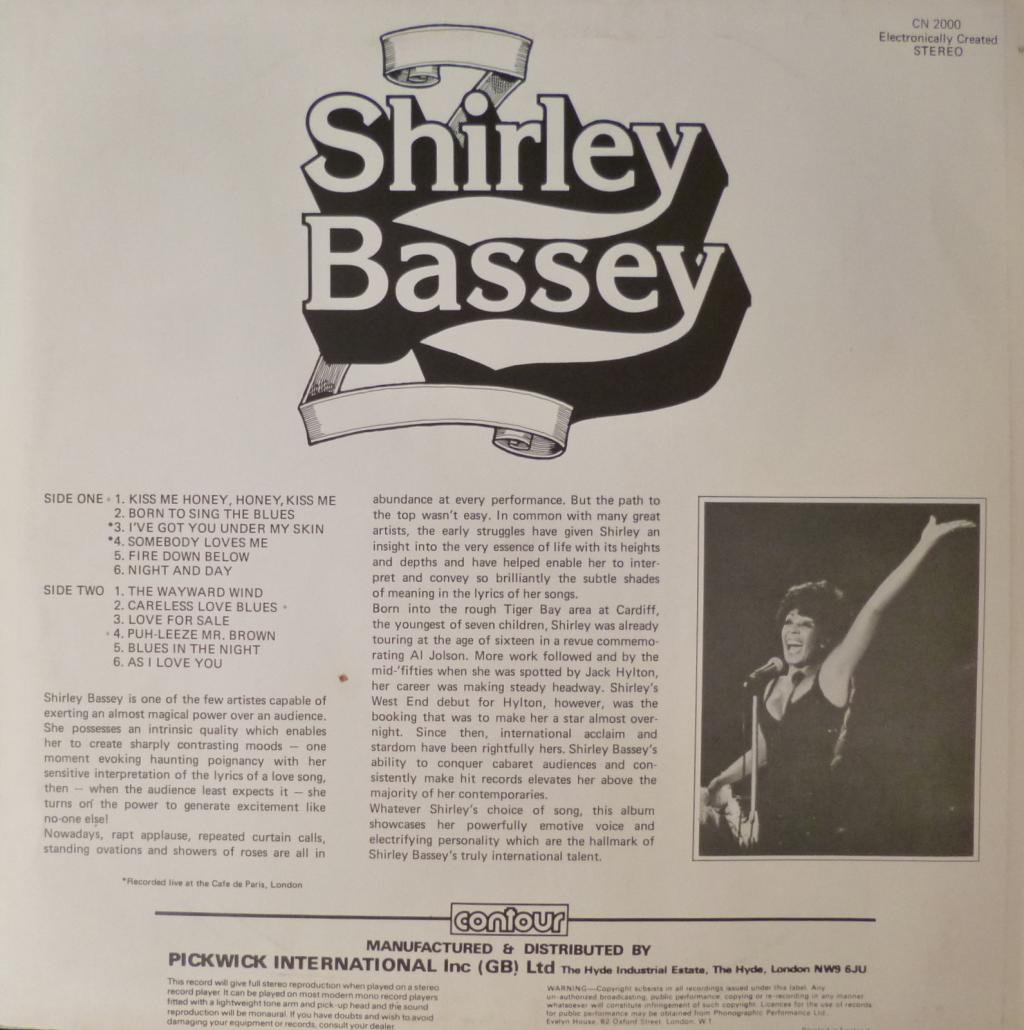 CN 2000
Electronically Created
STEREO
Shirley
Bassey
SIDE ONE 1. KISS ME HONEY, HONEY, KISS ME
2. BORN TO SING THE BLUES
*3. I'VE GOT YOU UNDER MY SKIN
*4. SOMEBODY LOVES ME
5. FIRE DOWN BELOW
6. NIGHT AND DAY
SIDE TWO 1. THE WAYWARD WIND
2. CARELESS LOVE BLUES
3. LOVE FOR SALE
4. PUH-LEEZE MR. BROWN
5. BLUES IN THE NIGHT
6. AS I LOVE YOU
Shirley Bassey is one of the few artistes capable of
exerting an almost magical power over an audience.
She possesses an intrinsic quality which enables
her to create sharply contrasting moods — one
moment evoking haunting poignancy with her
sensitive interpretation of the lyrics of a love song,
then — when the audience least expects it — she
turns on the power to generate excitement like
no-one else!
Nowadays, rapt applause, repeated curtain calls,
standing ovations and showers of roses are all in
abundance at every performance. But the path to
the top wasn't easy. In common with many great
artists, the early struggles have given Shirley an
insight into the very essence of life with its heights
and depths and have helped enable her to inter-
pret and convey so brilliantly the subtle shades
of meaning in the lyrics of her songs.
Born into the rough Tiger Bay area at Cardiff,
the youngest of seven children, Shirley was already
touring at the age of sixteen in a revue commemo-
rating Al Jolson. More work followed and by the
mid-'fifties when she was spotted by Jack Hylton,
her career was making steady headway. Shirley's
West End debut for Hylton, however, was the
booking that was to make her a star almost over-
night. Since then, international acclaim and
stardom have been rightfully hers. Shirley Bassey's
ability to conquer cabaret audiences and con-
sistently make hit records elevates her above the
majority of her contemporaries.
Whatever Shirley's choice of song, this album
showcases her powerfully emotive voice and
electrifying personality which are the hallmark of
Shirley Bassey's truly international talent.
*Recorded live at the Cafe de Paris, London
contour
MANUFACTURED & DISTRIBUTED BY
PICKWICK INTERNATIONAL Inc (GB) Ltd The Hyde Industrial Estate, The Hyde, London NW9 6JU
This record will give full stereo reproduction when played on a stereo
record player. It can be played on most modern mono record players
fitted with a lightweight tone arm and pick-up head and the sound
reproduction will be monaural. If you have doubts and wish to avoid
damaging your equipment or records, consult your dealer.
WARNING—Copyright subsists in all recordings issued under this label. Any
un-authorized broadcasting, public performance, copying or re-recording in any manner
whatsoever will constitute infringement of such copyright. Licences for the use of records
for public performance may be obtained from Phonographic Performance Ltd.,
Evelyn House, 62 Oxford Street, London, W.1.